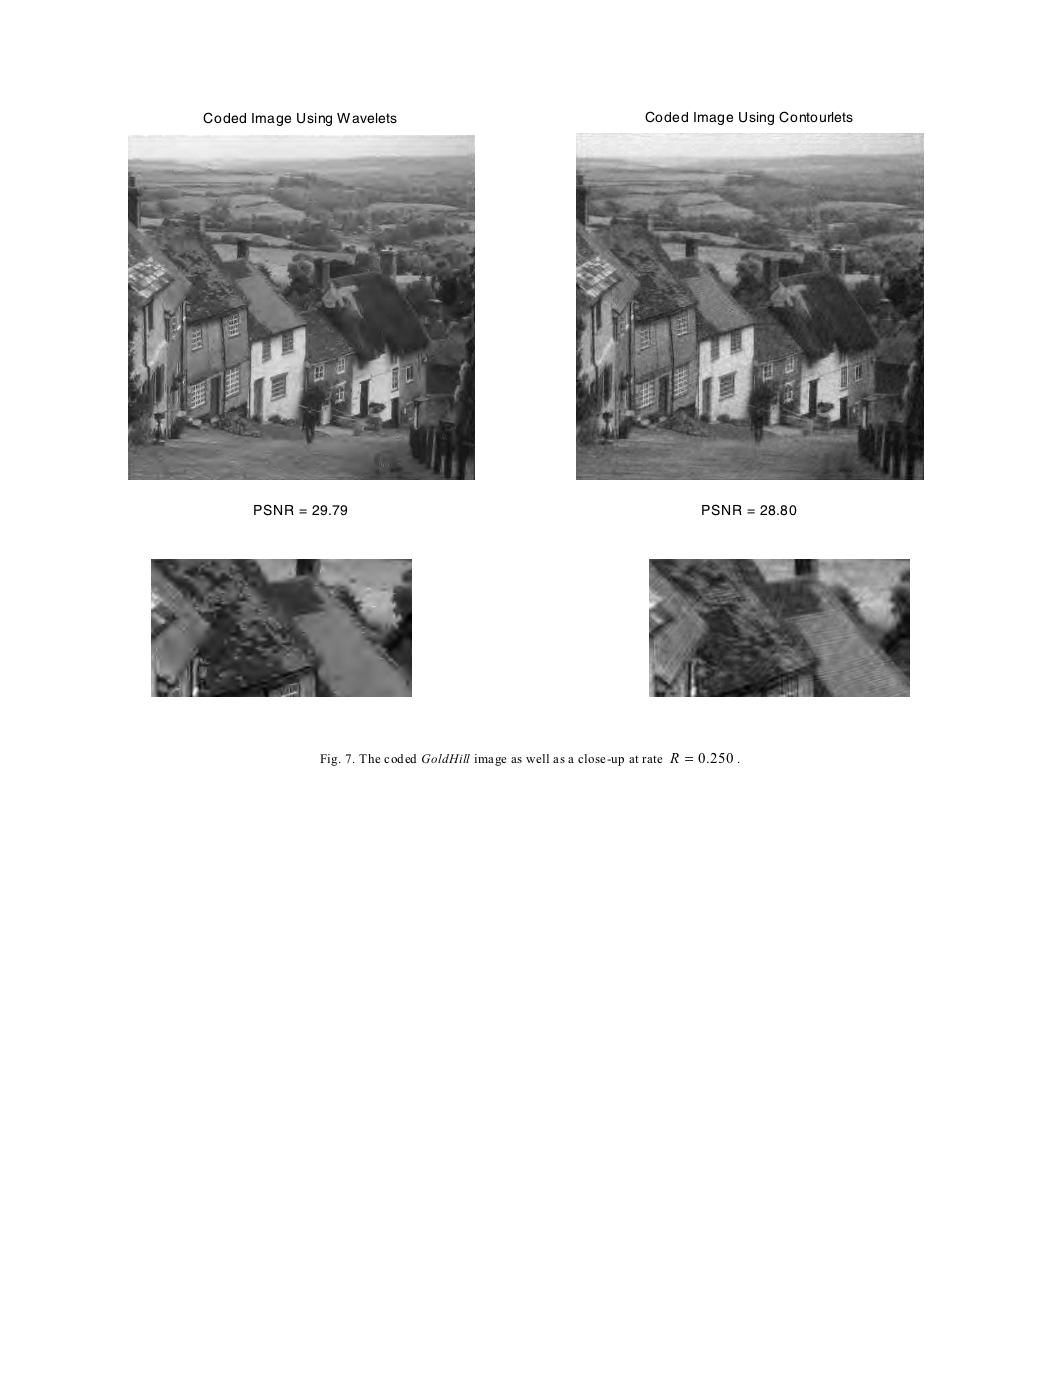 Coded Image Using Wavelets
Coded Image Using Contourlets
PSNR = 29.79
PSNR = 28.80
Fig. 7. The coded GoldHill image as well as a close-up at rate R = 0.250 .